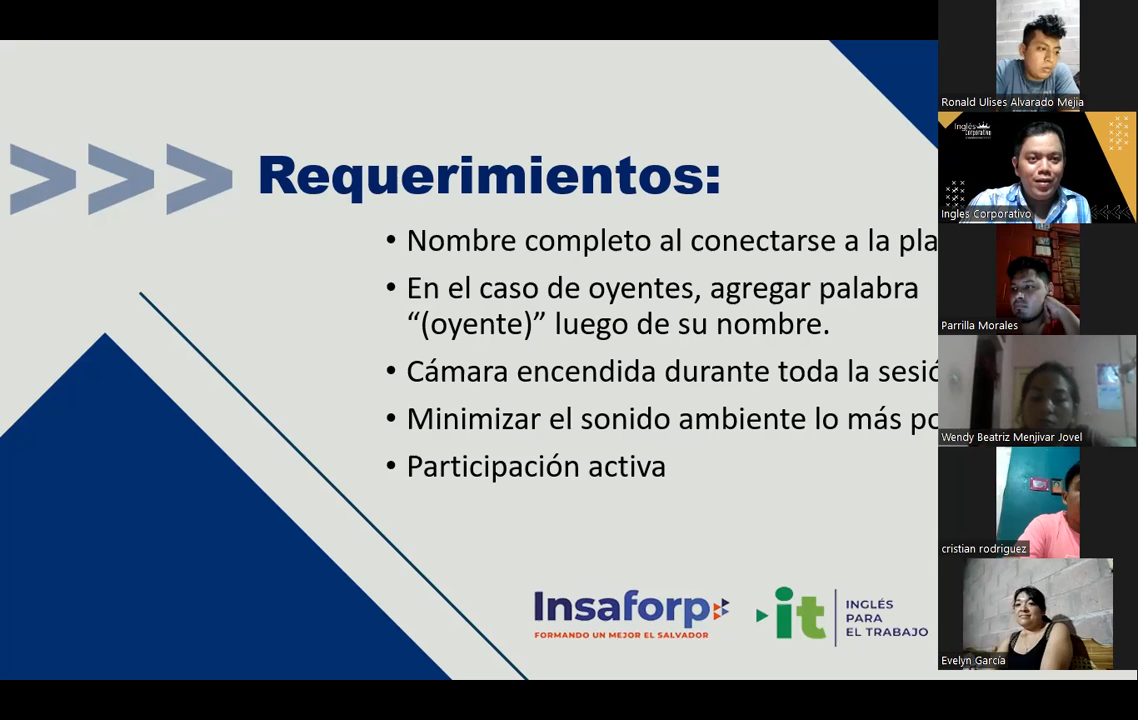 >>> Requerimientos:
• Nombre completo al conectarse a la pla
• En el caso de oyentes, agregar palabra
“(oyente)” luego de su nombre.
• Cámara encendida durante toda la sesió
• Minimizar el sonido ambiente lo más po
• Participación activa
Insaforp
FORMANDO UN MEJOR EL SALVADOR
it
INGLÉS
PARA
EL TRABAJO
Ronald Ulises Alvarado Mejia
Inglés
Corporativo
Ingles Corporativo
Parrilla Morales
Wendy Beatriz Menjivar Jovel
cristian rodriguez
Evelyn García